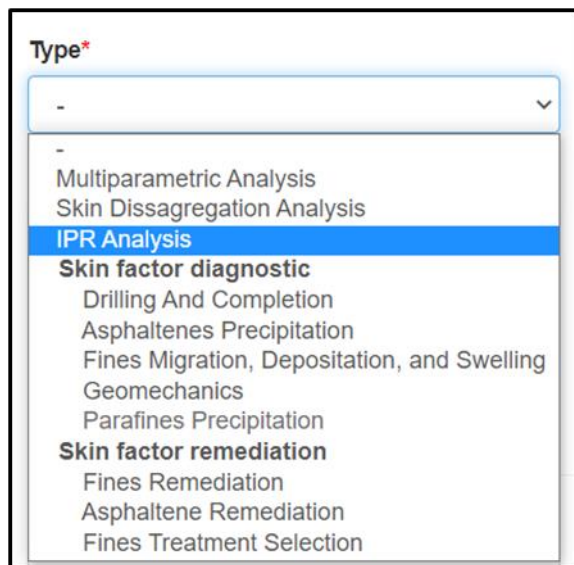 Type*
-
-
Multiparametric Analysis
Skin Dissagregation Analysis
IPR Analysis
Skin factor diagnostic
Drilling And Completion
Asphaltenes Precipitation
Fines Migration, Depositation, and Swelling
Geomechanics
Parafines Precipitation
Skin factor remediation
Fines Remediation
Asphaltene Remediation
Fines Treatment Selection